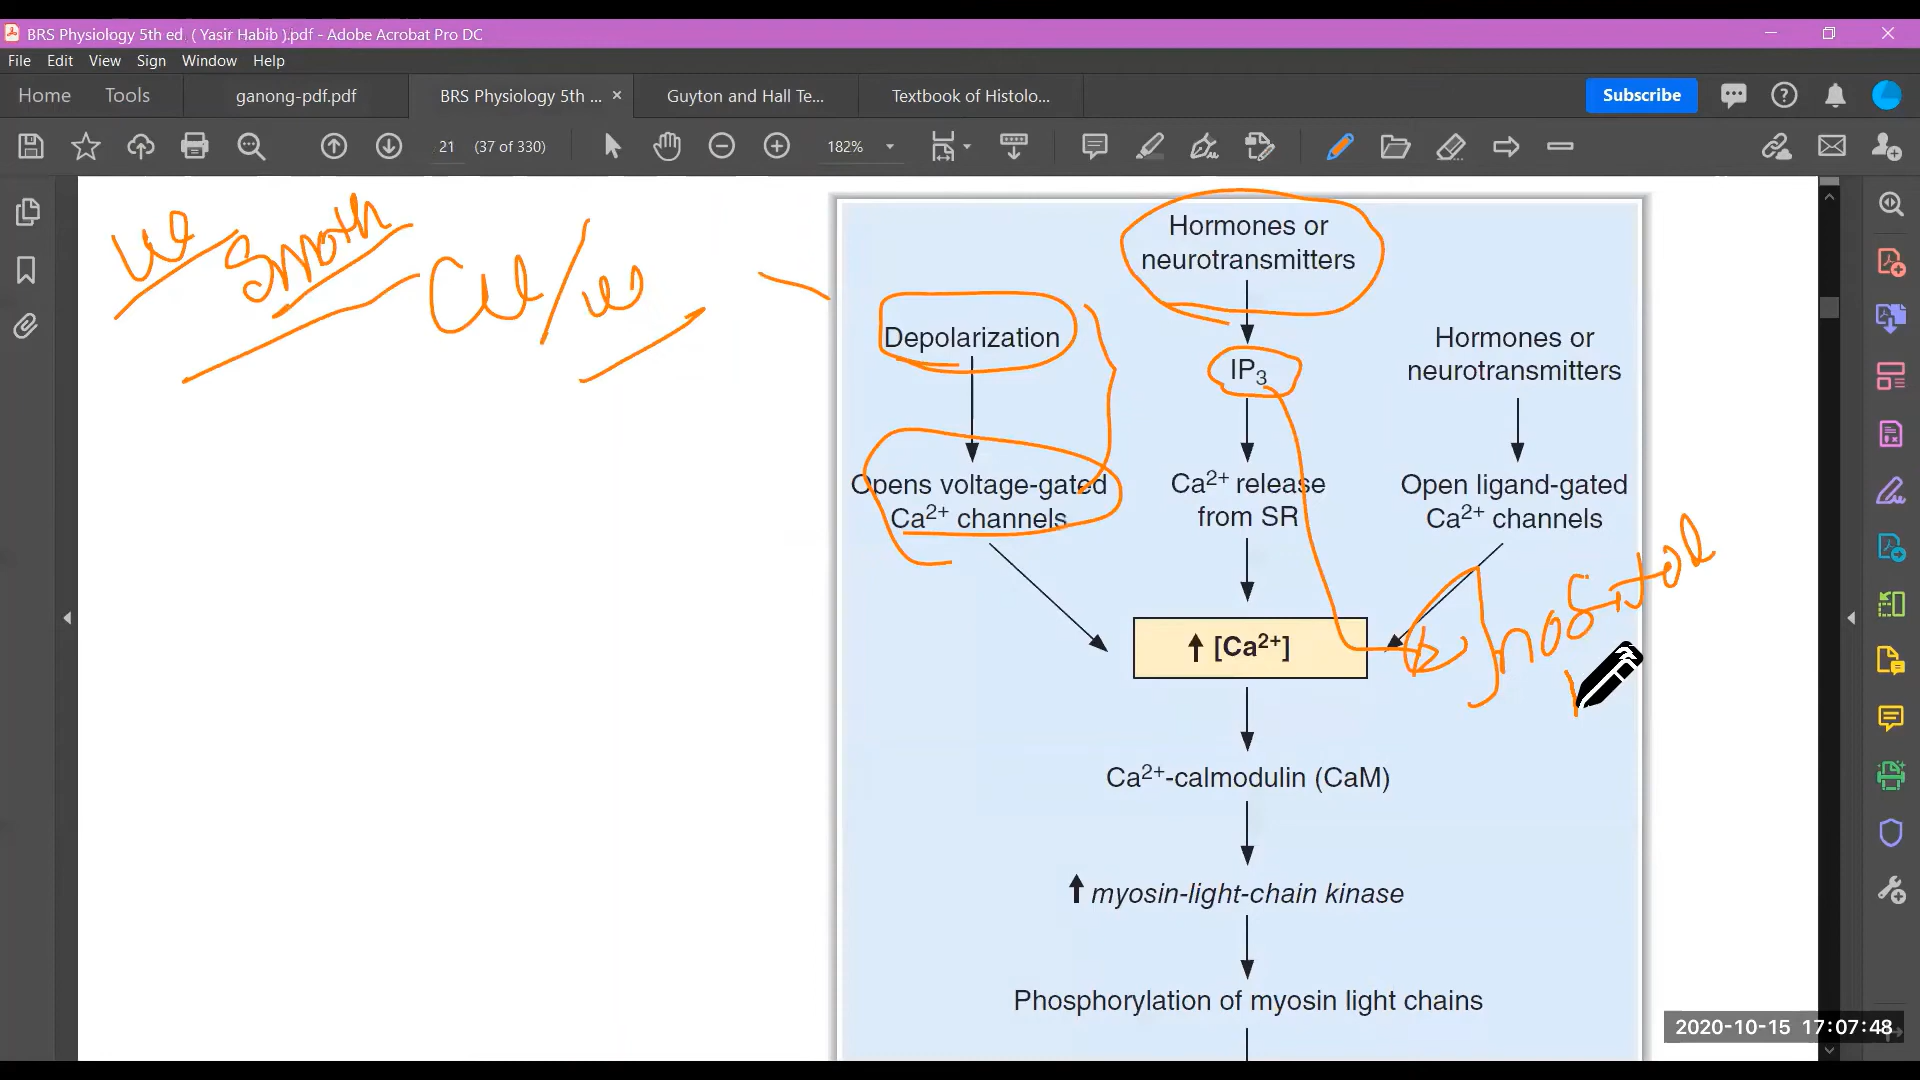 BRS Physiology 5th ed. ( Yasir Habib ).pdf - Adobe Acrobat Pro DC
File Edit View Sign Window Help
Home Tools ganong-pdf.pdf BRS Physiology 5th ... × Guyton and Hall Te... Textbook of Histolo... Subscribe
21 (37 of 330) 182%
Smooth
Hormones or
neurotransmitters
Depolarization
IP₃
Hormones or
neurotransmitters
Opens voltage-gated
Ca²⁺ channels
Ca²⁺ release
from SR
Open ligand-gated
Ca²⁺ channels
Inositol
↑ [Ca²⁺]
Ca²⁺-calmodulin (CaM)
↑ myosin-light-chain kinase
Phosphorylation of myosin light chains
2020-10-15 17:07:48